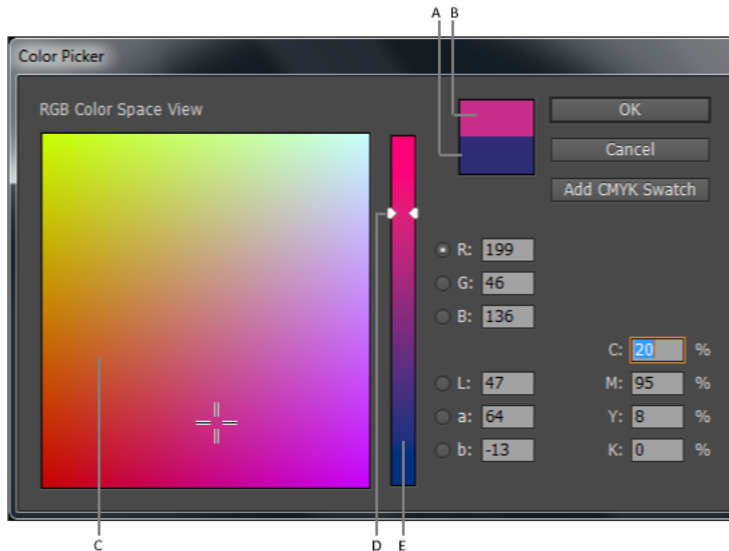 A B
Color Picker
RGB Color Space View
OK
Cancel
Add CMYK Swatch
R: 199
G: 46
B: 136
C: 20 %
L: 47 M: 95 %
a: 64 Y: 8 %
b: -13 K: 0 %
C D E